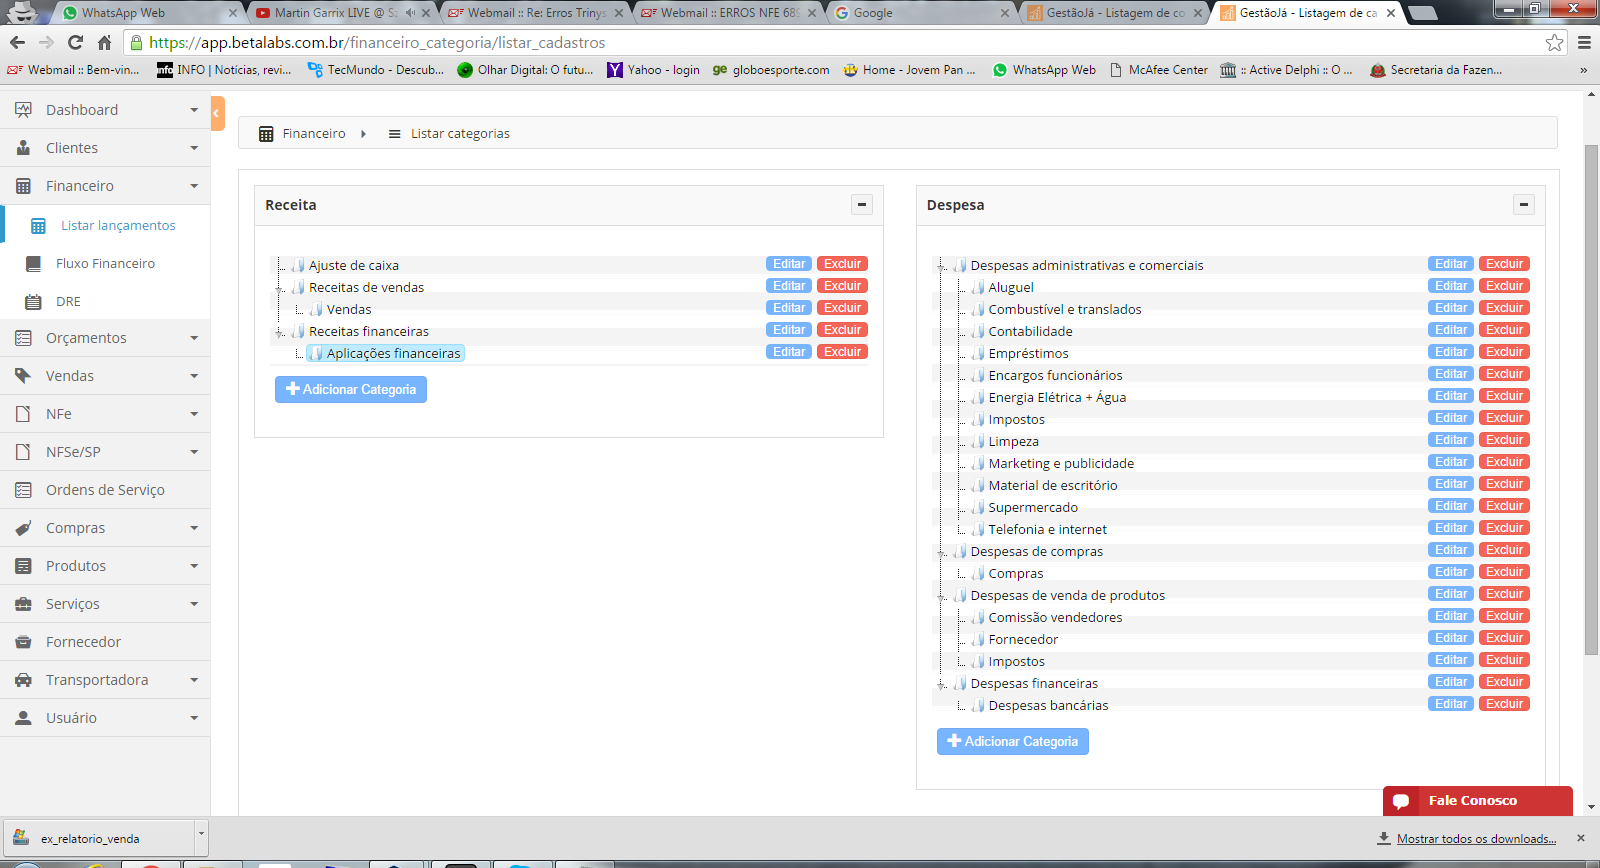 WhatsApp Web
Martin Garrix LIVE @ Sz
Webmail :: Re: Erros Trinys
Webmail :: ERROS NFE 689
Google
GestãoJá - Listagem de co
GestãoJá - Listagem de ca
https://app.betalabs.com.br/financeiro_categoria/listar_cadastros
Webmail :: Bem-vin...
info INFO | Notícias, revi...
TecMundo - Descub...
Olhar Digital: O futu...
Yahoo - login
ge globoesporte.com
Home - Jovem Pan ...
WhatsApp Web
McAfee Center
:: Active Delphi :: O ...
Secretaria da Fazen...
»
Dashboard
Clientes
Financeiro
Listar lançamentos
Fluxo Financeiro
DRE
Orçamentos
Vendas
NFe
NFSe/SP
Ordens de Serviço
Compras
Produtos
Serviços
Fornecedor
Transportadora
Usuário
Financeiro
Listar categorias
Receita
Ajuste de caixa Editar Excluir
Receitas de vendas Editar Excluir
Vendas Editar Excluir
Receitas financeiras Editar Excluir
Aplicações financeiras Editar Excluir
Adicionar Categoria
Despesa
Despesas administrativas e comerciais Editar Excluir
Aluguel Editar Excluir
Combustível e translados Editar Excluir
Contabilidade Editar Excluir
Empréstimos Editar Excluir
Encargos funcionários Editar Excluir
Energia Elétrica + Água Editar Excluir
Impostos Editar Excluir
Limpeza Editar Excluir
Marketing e publicidade Editar Excluir
Material de escritório Editar Excluir
Supermercado Editar Excluir
Telefonia e internet Editar Excluir
Despesas de compras Editar Excluir
Compras Editar Excluir
Despesas de venda de produtos Editar Excluir
Comissão vendedores Editar Excluir
Fornecedor Editar Excluir
Impostos Editar Excluir
Despesas financeiras Editar Excluir
Despesas bancárias Editar Excluir
Adicionar Categoria
Fale Conosco
ex_relatorio_venda
Mostrar todos os downloads...